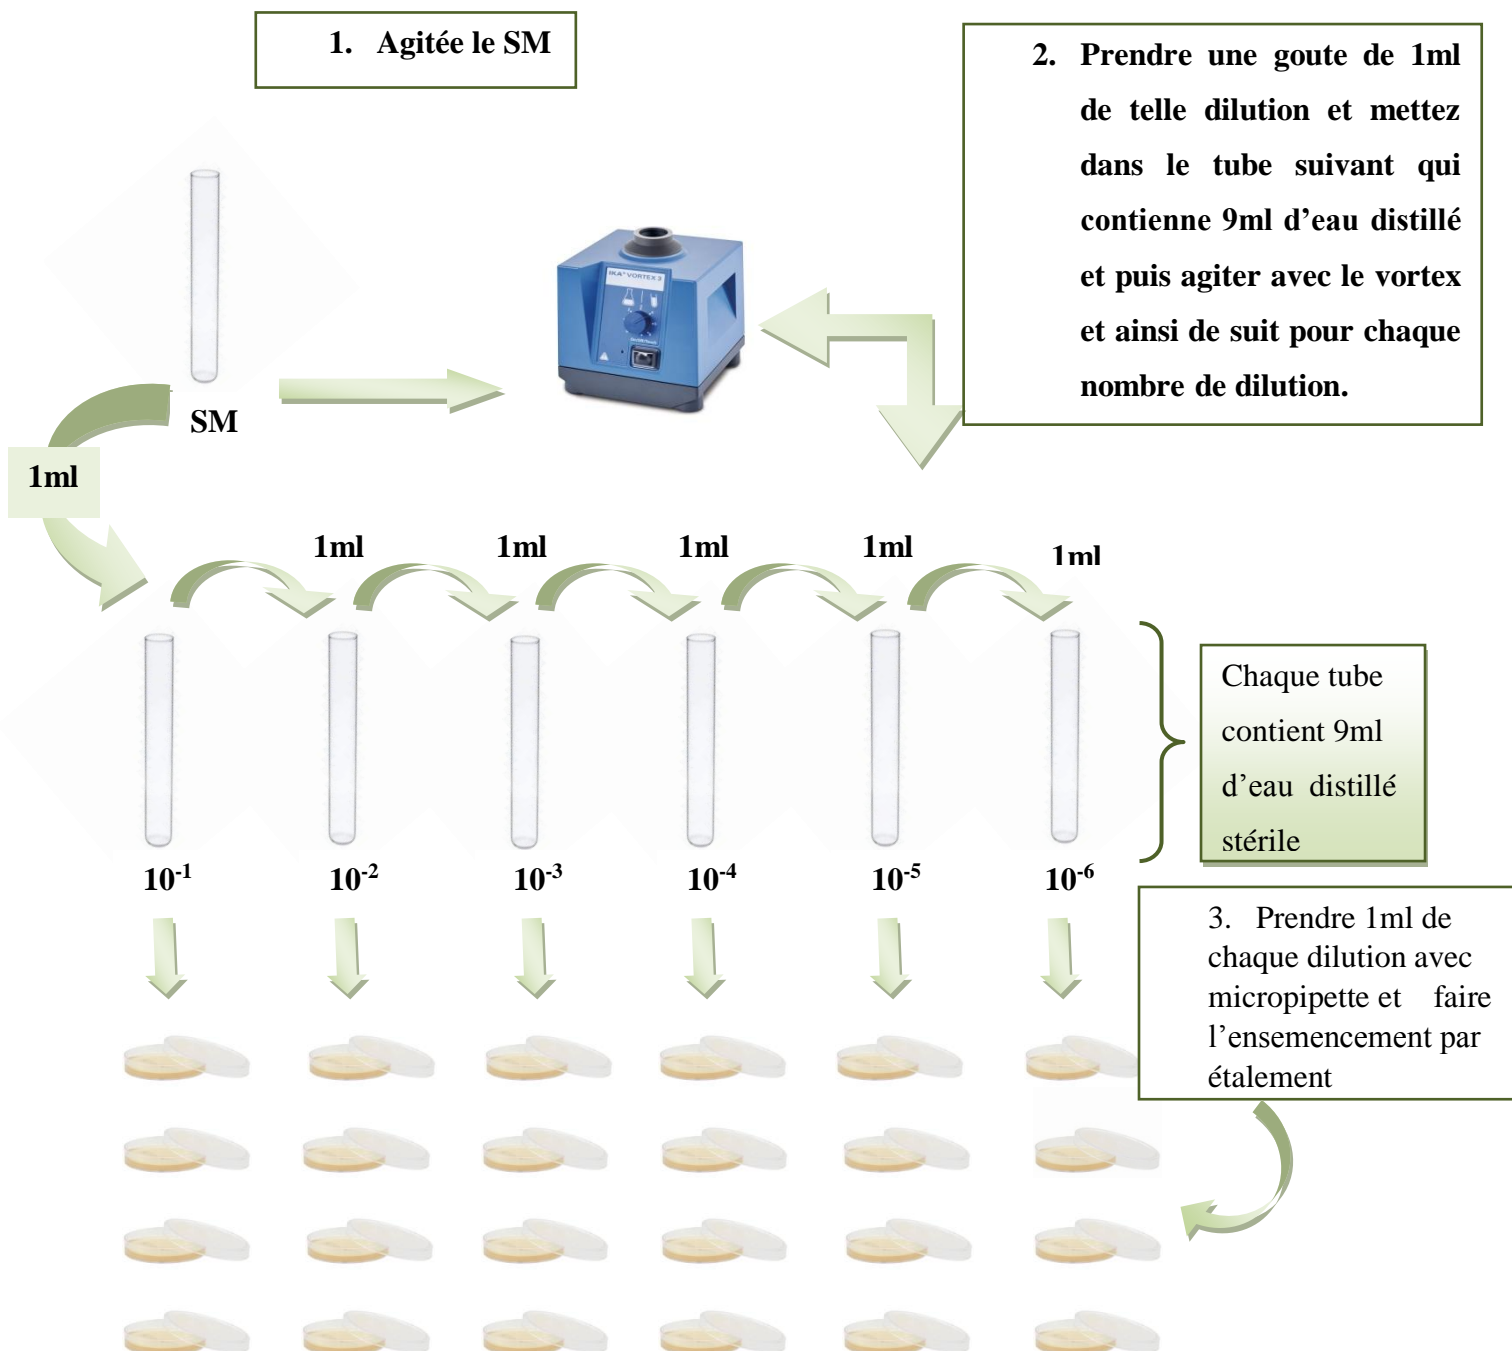 1. Agitée le SM
2. Prendre une goute de 1ml
de telle dilution et mettez
dans le tube suivant qui
contienne 9ml d’eau distillé
et puis agiter avec le vortex
et ainsi de suit pour chaque
nombre de dilution.
IKA® VORTEX 3
SM
1ml
1ml
1ml
1ml
1ml
1ml
Chaque tube
contient 9ml
d’eau distillé
stérile
10-1
10-2
10-3
10-4
10-5
10-6
3. Prendre 1ml de
chaque dilution avec
micropipette et faire
l’ensemencement par
étalement